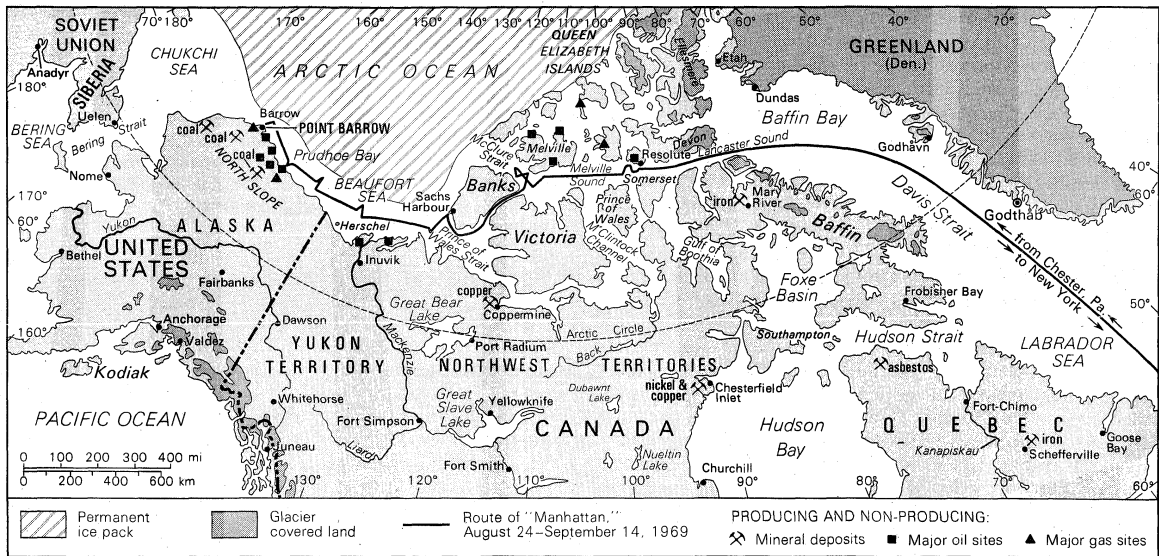 70° 180° 170° 160° 150° 140° 130° 120° 110° 100° 90° 80° 70° 60° 50° 60° 70° 80°
SOVIET
UNION
SIBERIA
Anadyr
180°
Uelen
BERING
SEA
Bering Strait
CHUKCHI
SEA
ARCTIC OCEAN
QUEEN
ELIZABETH
ISLANDS
Ellesmere
Etah
GREENLAND
(Den.)
Dundas
Baffin Bay
Godhavn
40°
Barrow
POINT BARROW
coal
coal
coal
NORTH SLOPE
Prudhoe Bay
BEAUFORT
SEA
McClure
Strait
Melville
Devon
Lancaster Sound
Resolute
Melville
Sound
Somerset
Banks
Sachs
Harbour
Nome
170°
60°
Yukon
ALASKA
Herschel
Prince of
Wales Strait
Victoria
Prince
of
Wales
McClintock
Channel
Gulf of
Boothia
iron
Mary
River
Baffin
Davis Strait
Godthåb
from Chester, Pa.
to New York
UNITED
STATES
Bethel
Fairbanks
Inuvik
Great Bear
Lake
copper
Coppermine
Foxe
Basin
Frobisher Bay
50°
160°
Anchorage
Valdez
Kodiak
Dawson
YUKON
TERRITORY
Mackenzie
Arctic Circle
Port Radium
Back
NORTHWEST TERRITORIES
Southampton
Hudson Strait
LABRADOR
SEA
asbestos
PACIFIC OCEAN
Whitehorse
Juneau
Fort Simpson
Liard
Great
Slave
Lake
Yellowknife
Dubawnt
Lake
nickel &
copper
Chesterfield
Inlet
CANADA
Hudson
Bay
QUEBEC
Fort-Chimo
Kanapiskau
iron
Schefferville
Goose
Bay
Fort Smith
Nueltin
Lake
Churchill
0 200 400 mi
0 200 400 600 km
130° 120° 110° 100° 90° 80° 70° 60°
Permanent
ice pack
Glacier
covered land
Route of "Manhattan,"
August 24–September 14, 1969
PRODUCING AND NON-PRODUCING:
Mineral deposits
Major oil sites
Major gas sites